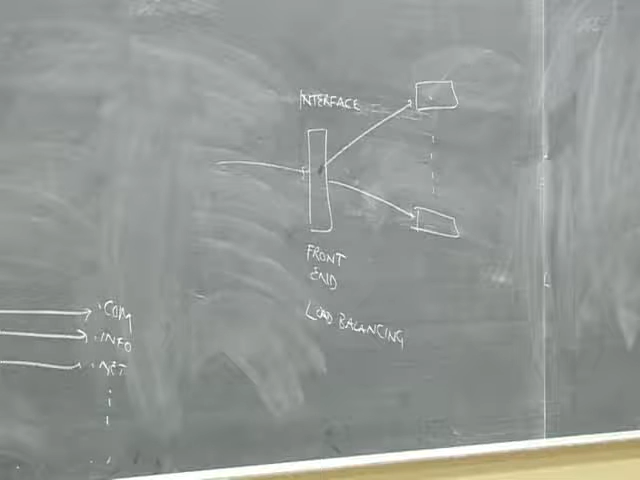 INTERFACE
FRONT
END
LOAD BALANCING
.COM
.INFO
.NET